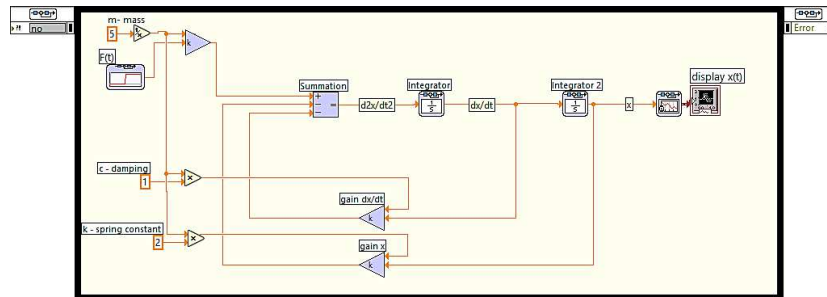 m- mass
no
Error
5
1/x
k
F(t)
display x(t)
Summation
Integrator
Integrator 2
+
−
−
=
d2x/dt2
1/s
dx/dt
1/s
x
c - damping
1
×
gain dx/dt
k
k - spring constant
2
×
gain x
k